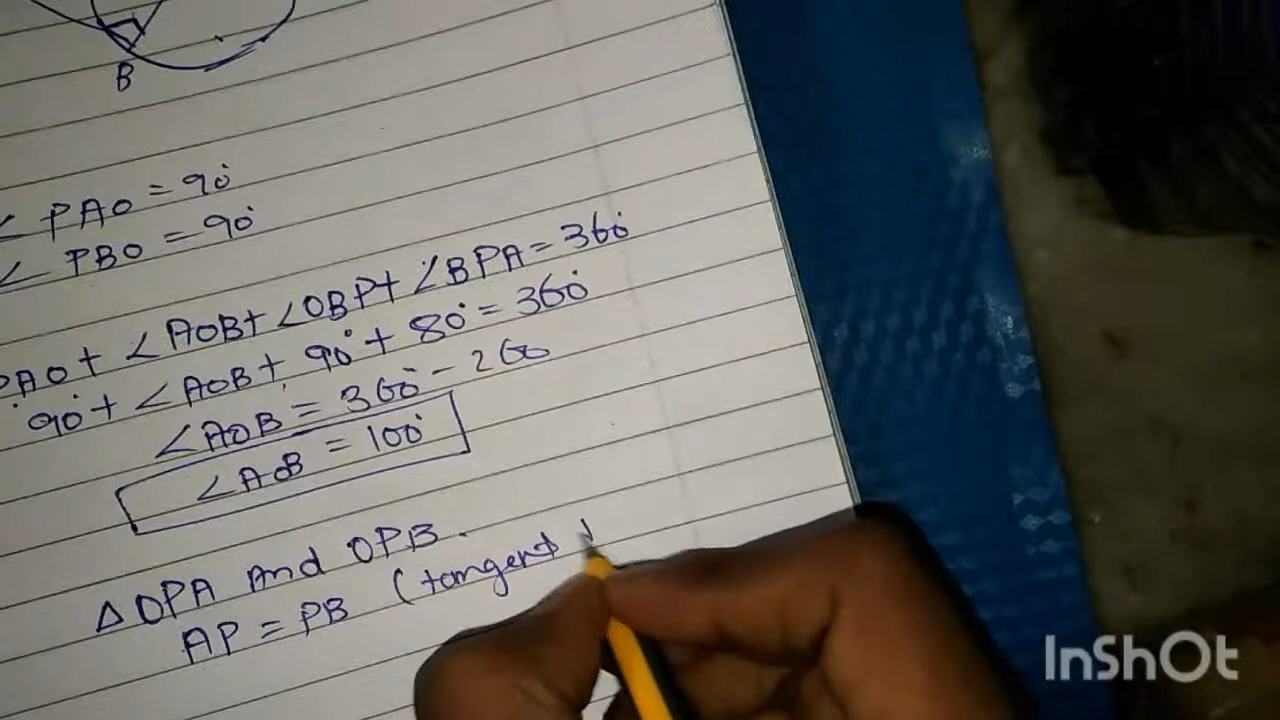 B
∠ PAO = 90°
∠ PBO = 90°
PAO + ∠AOB + ∠OBP + ∠BPA = 360°
90° + ∠AOB + 90° + 80° = 360°
∠AOB = 360° - 260
∠AOB = 100°
△ OPA And OPB.
AP = PB (tangent
InShOt